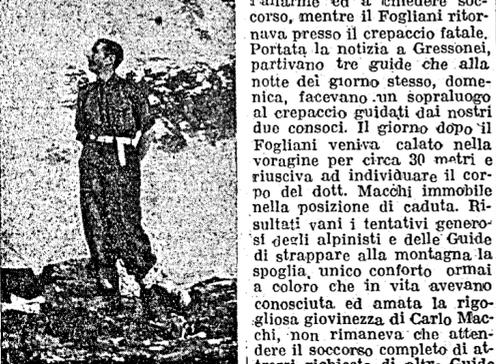 l'allarme ed a chiedere soc-
corso, mentre il Fogliani ritor-
nava presso il crepaccio fatale.
Portata la notizia a Gressonei,
partivano tre guide che alla
notte del giorno stesso, dome-
nica, facevano un sopraluogo
al crepaccio guidati dai nostri
due consoci. Il giorno dopo il
Fogliani veniva calato nella
voragine per circa 30 metri e
riusciva ad individuare il cor-
po del dott. Macchi immobile
nella posizione di caduta. Ri-
sultati vani i tentativi genero-
si degli alpinisti e delle Guide
di strappare alla montagna la
spoglia, unico conforto ormai
a coloro che in vita avevano
conosciuta ed amata la rigo-
gliosa giovinezza di Carlo Mac-
chi, non rimaneva che atten-
dere il soccorso completo di at-